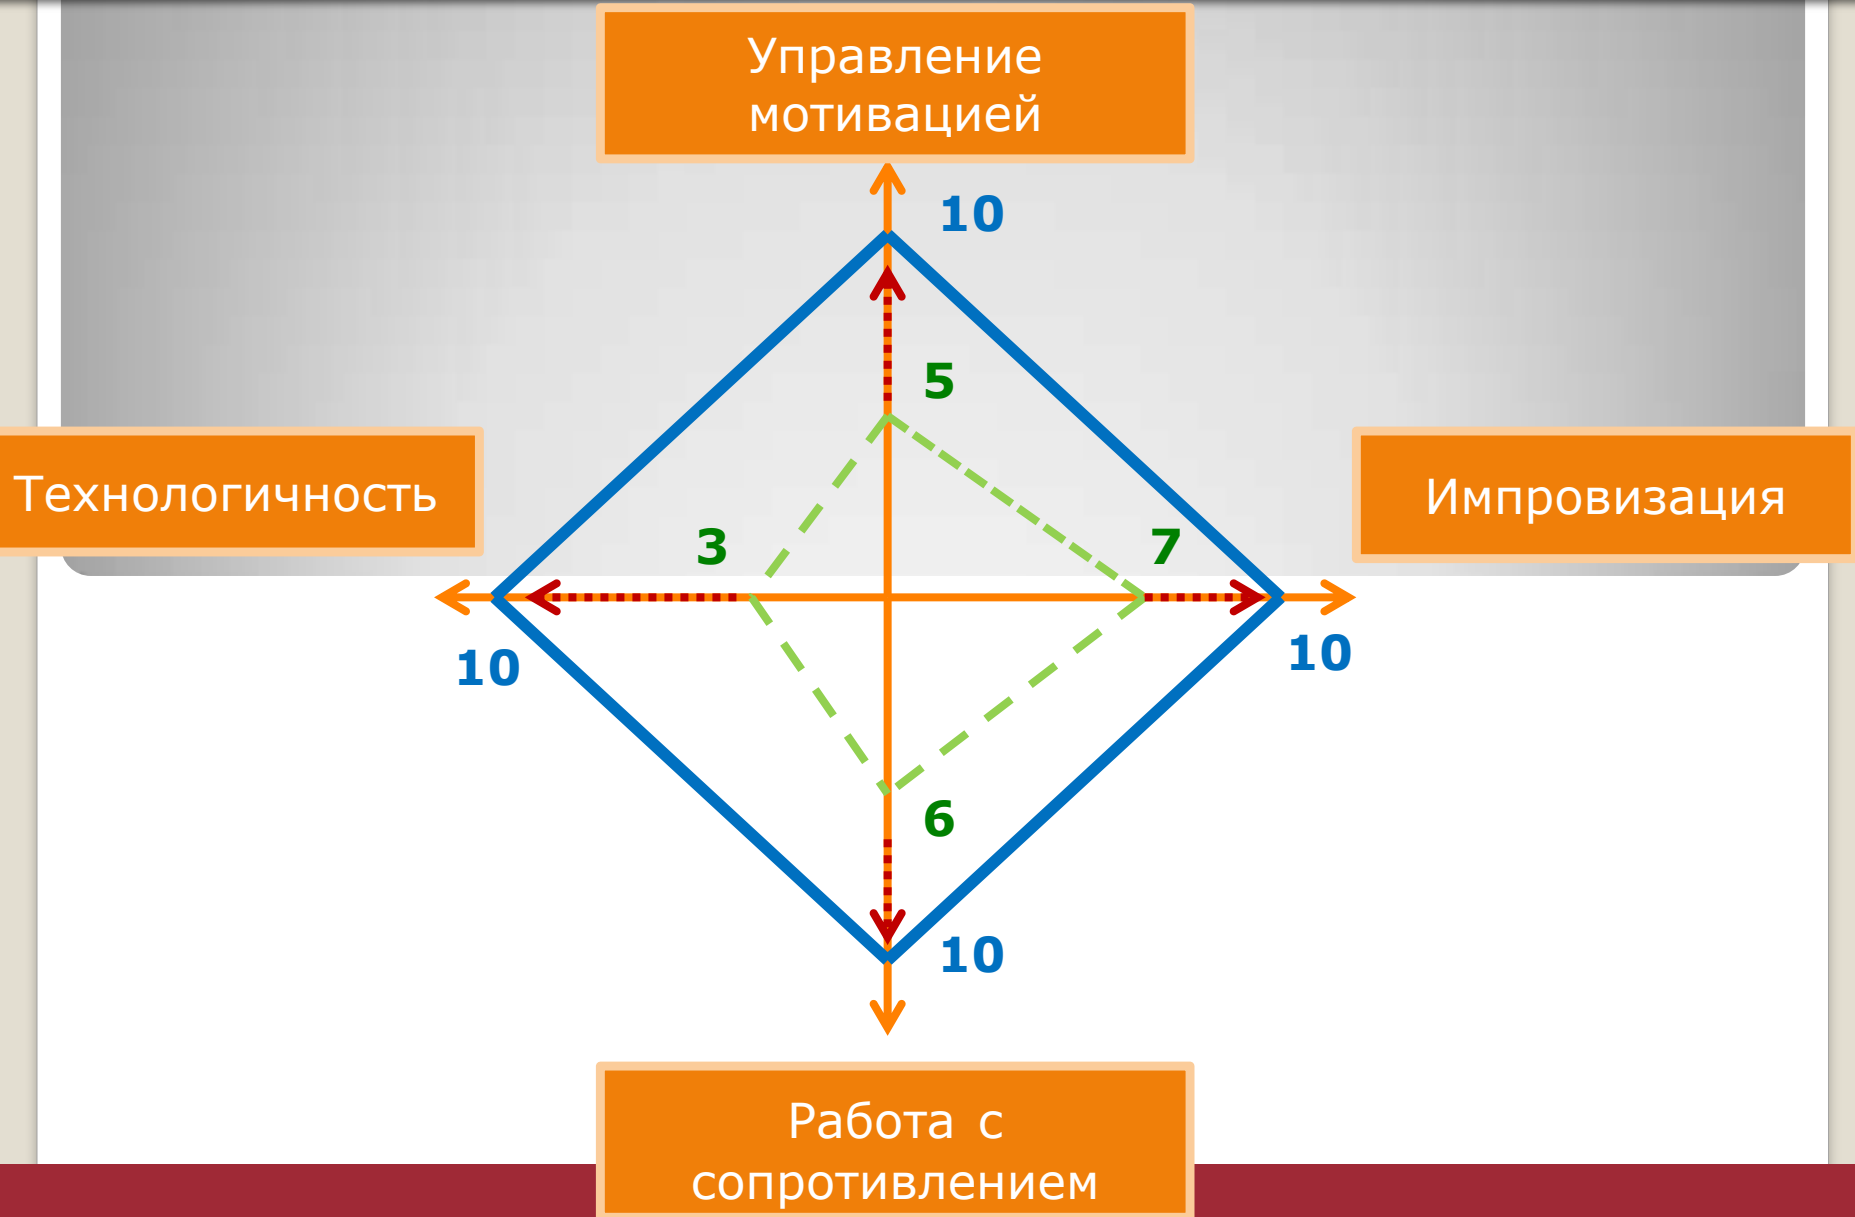 Управление
мотивацией
10
5
Технологичность
Импровизация
3
7
10
10
6
10
Работа с
сопротивлением